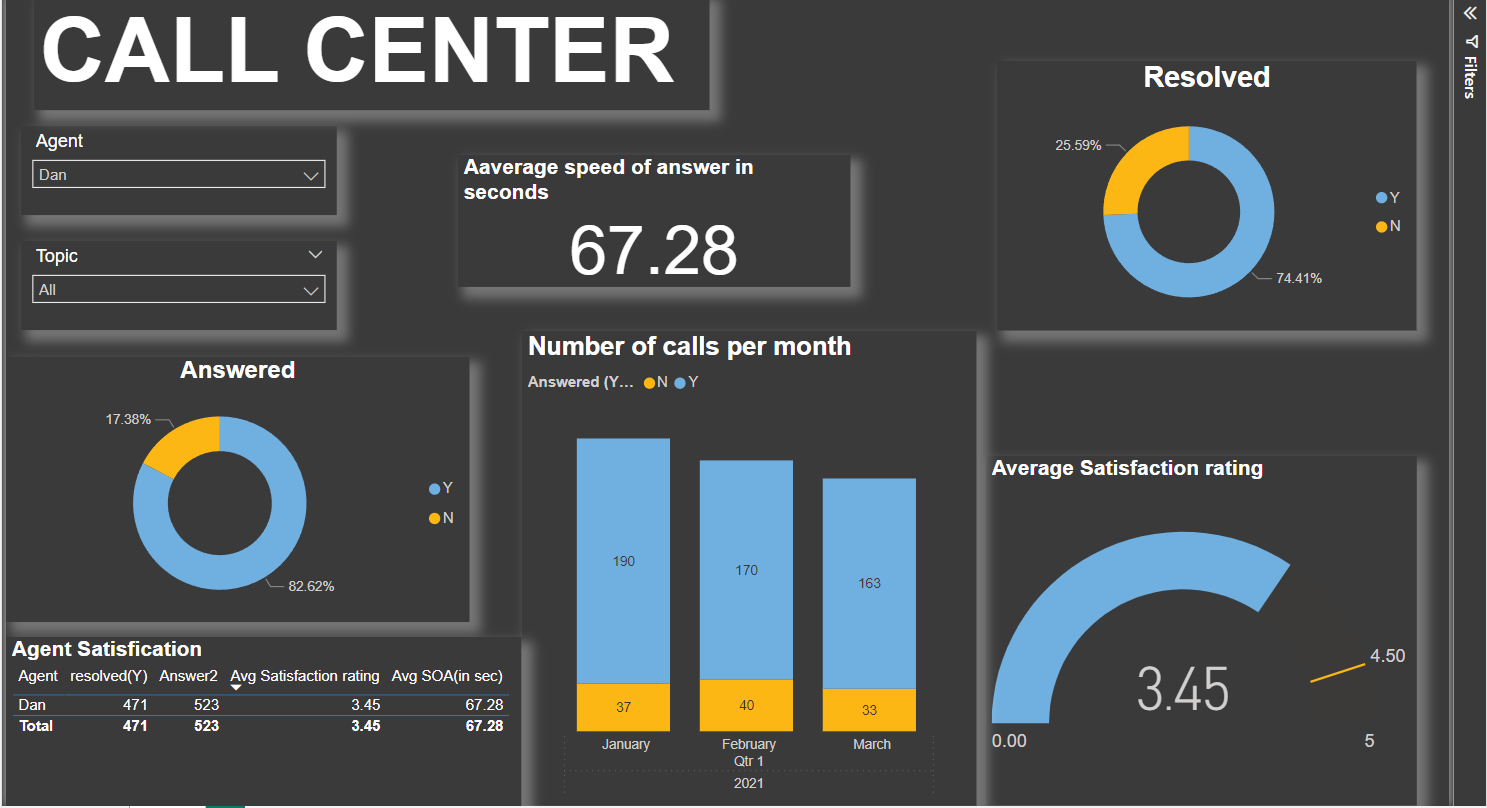 CALL CENTER
Filters
Agent
Dan
Topic
All
Aaverage speed of answer in
seconds
67.28
Resolved
25.59%
74.41%
Y
N
Answered
17.38%
82.62%
Y
N
Number of calls per month
Answered (Y... N Y
190
170
163
37
40
33
January February March
Qtr 1
2021
Average Satisfaction rating
3.45
4.50
0.00
5
Agent Satisfication
Agent resolved(Y) Answer2 Avg Satisfaction rating Avg SOA(in sec)
Dan 471 523 3.45 67.28
Total 471 523 3.45 67.28